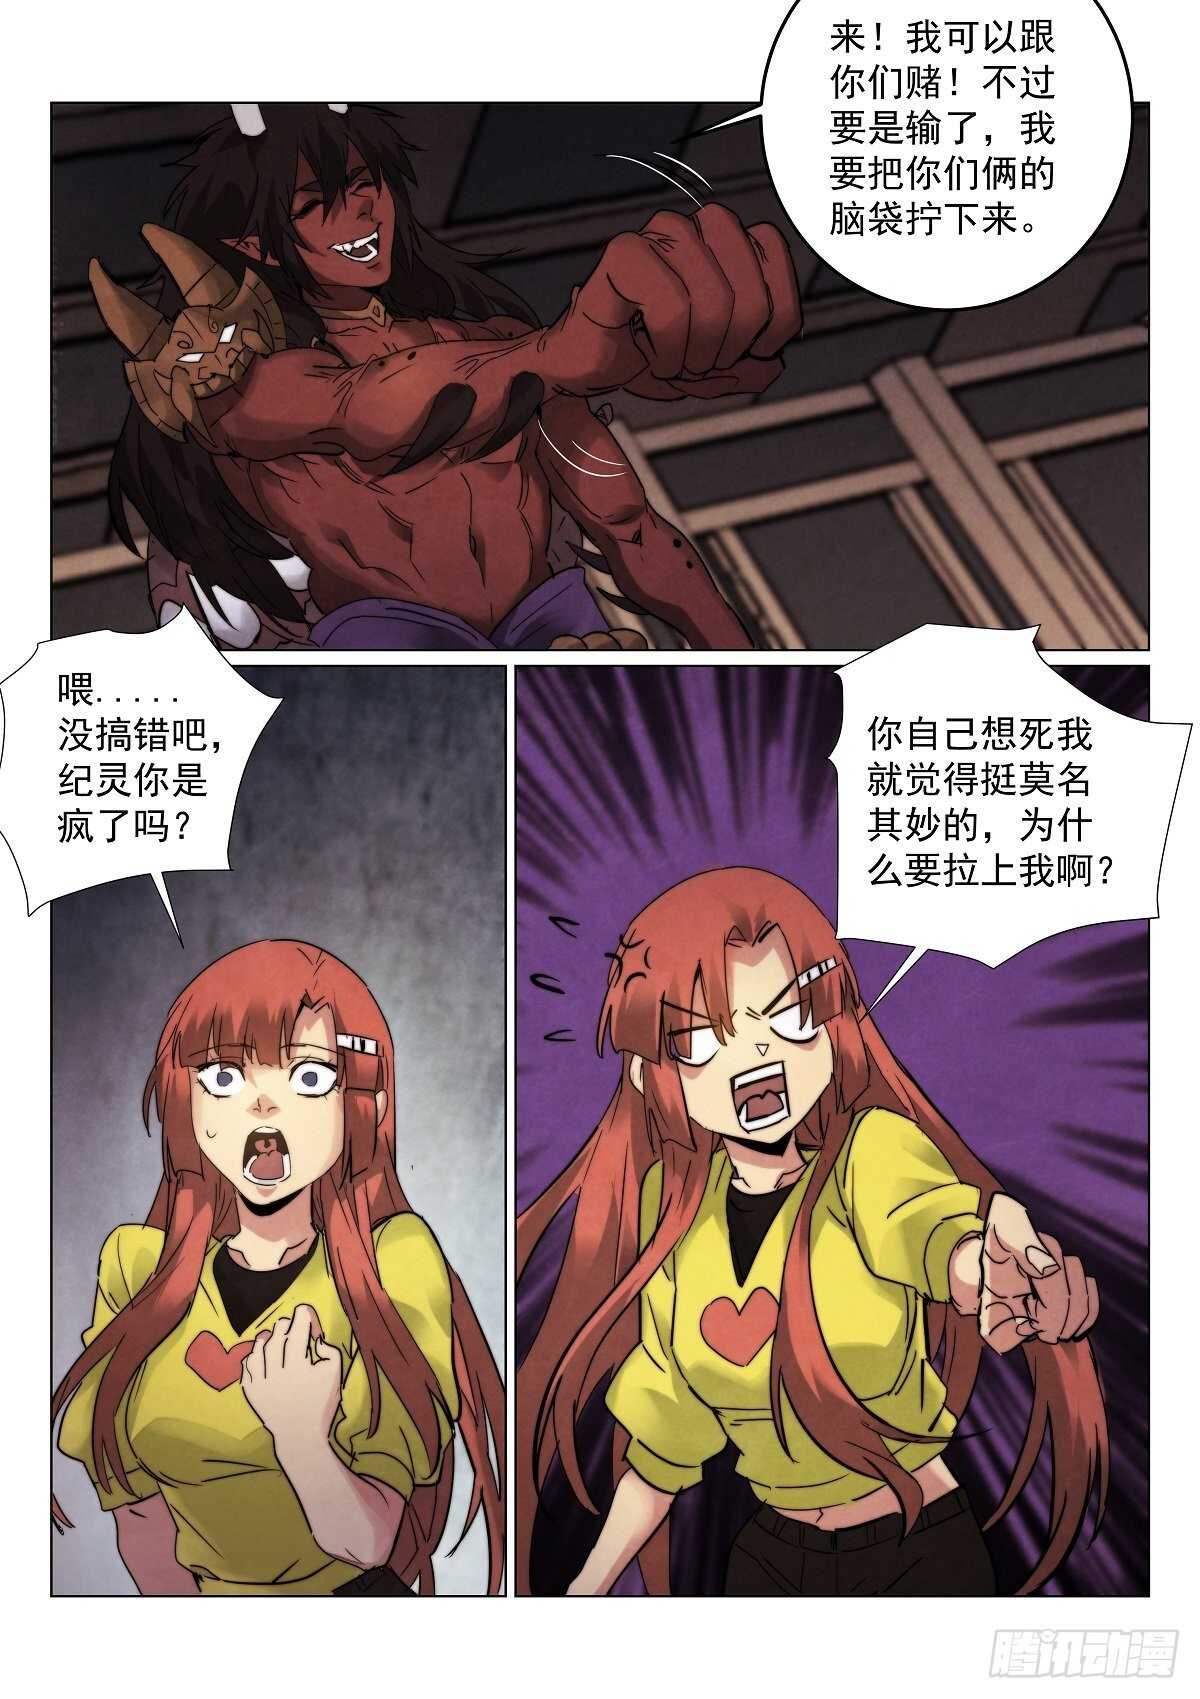 来！我可以跟
你们赌！不过
要是输了，我
要把你们俩的
脑袋拧下来。
喂.....
没搞错吧，
纪灵你是
疯了吗？
你自己想死我
就觉得挺莫名
其妙的，为什
么要拉上我啊？
腾讯动漫